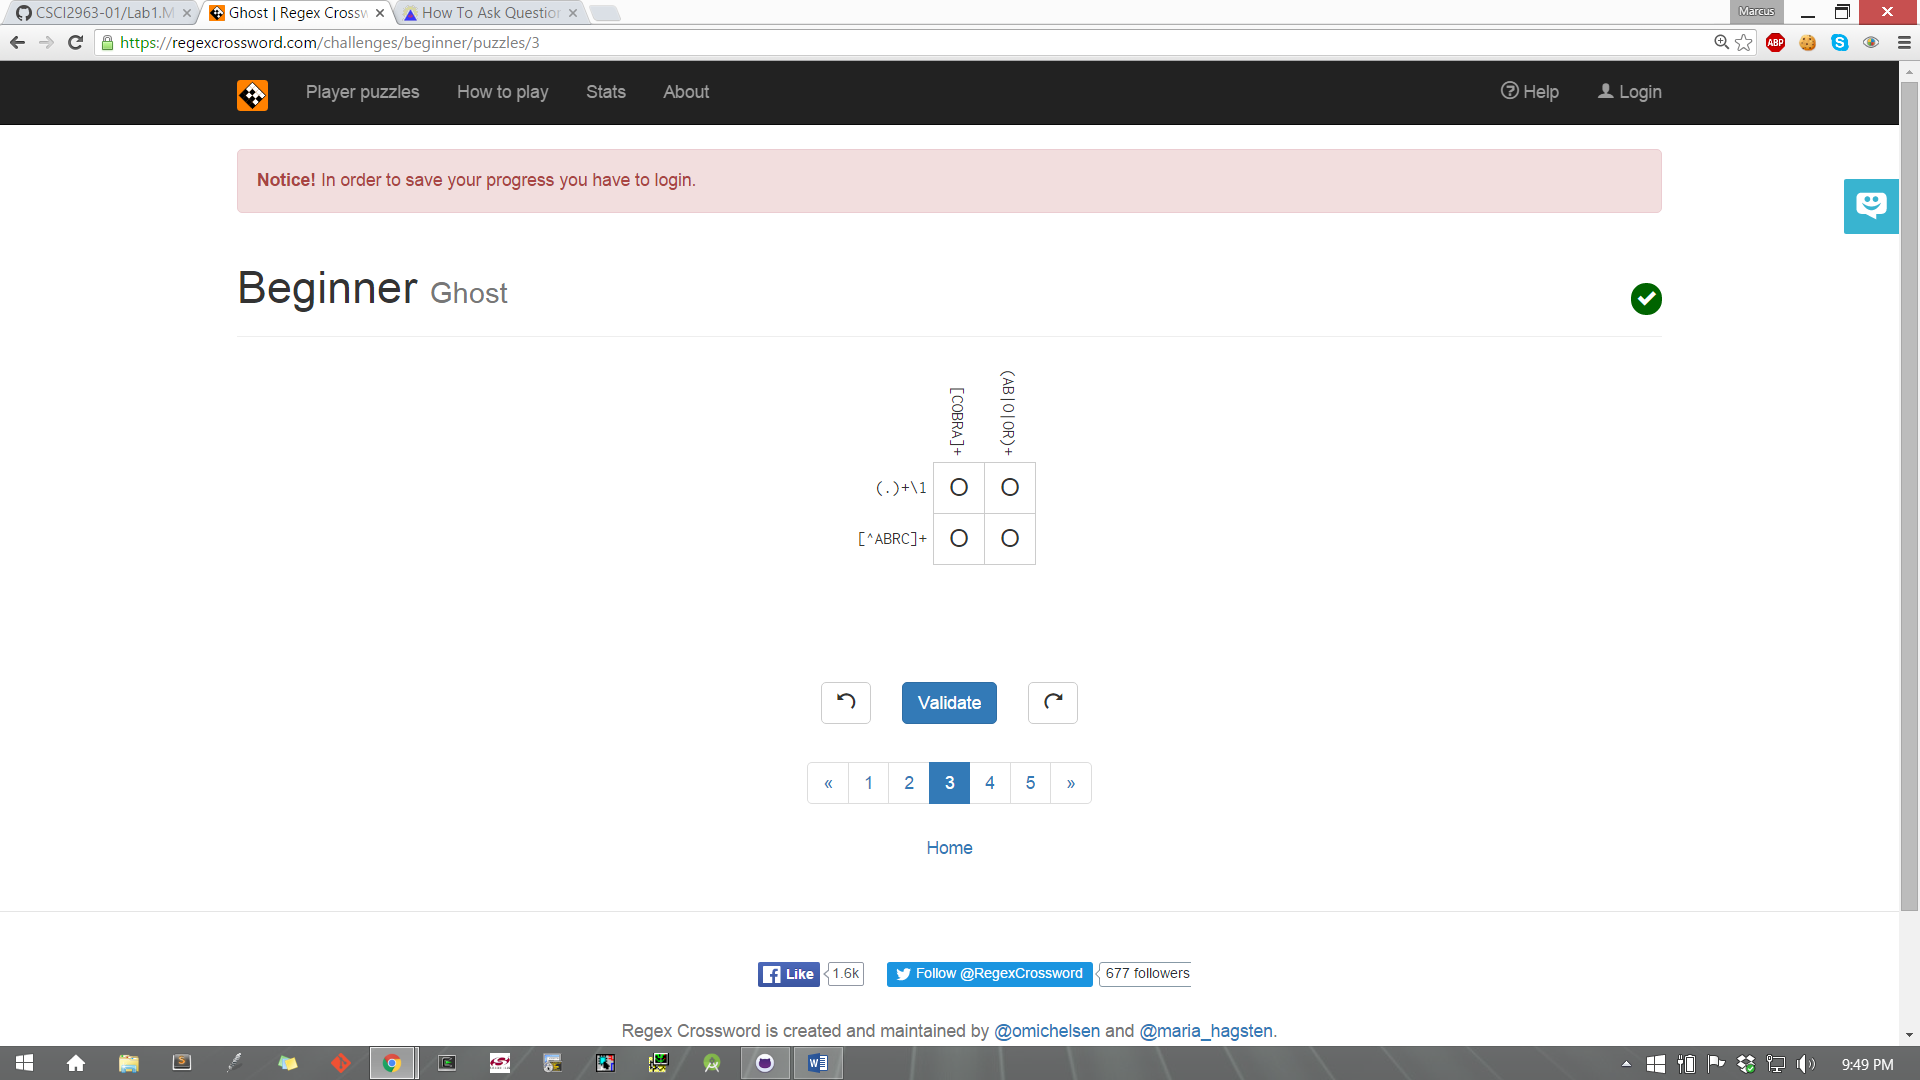 CSCI2963-01/Lab1.M
Ghost | Regex Crossw
How To Ask Question
Marcus
https://regexcrossword.com/challenges/beginner/puzzles/3
ABP
Player puzzles How to play Stats About Help Login
Notice! In order to save your progress you have to login.
Beginner Ghost
[COBRA]+
(AB|O|OR)+
(.)+\1 O O
[^ABRC]+ O O
Validate
« 1 2 3 4 5 »
Home
Like 1.6k Follow @RegexCrossword 677 followers
Regex Crossword is created and maintained by @omichelsen and @maria_hagsten.
9:49 PM